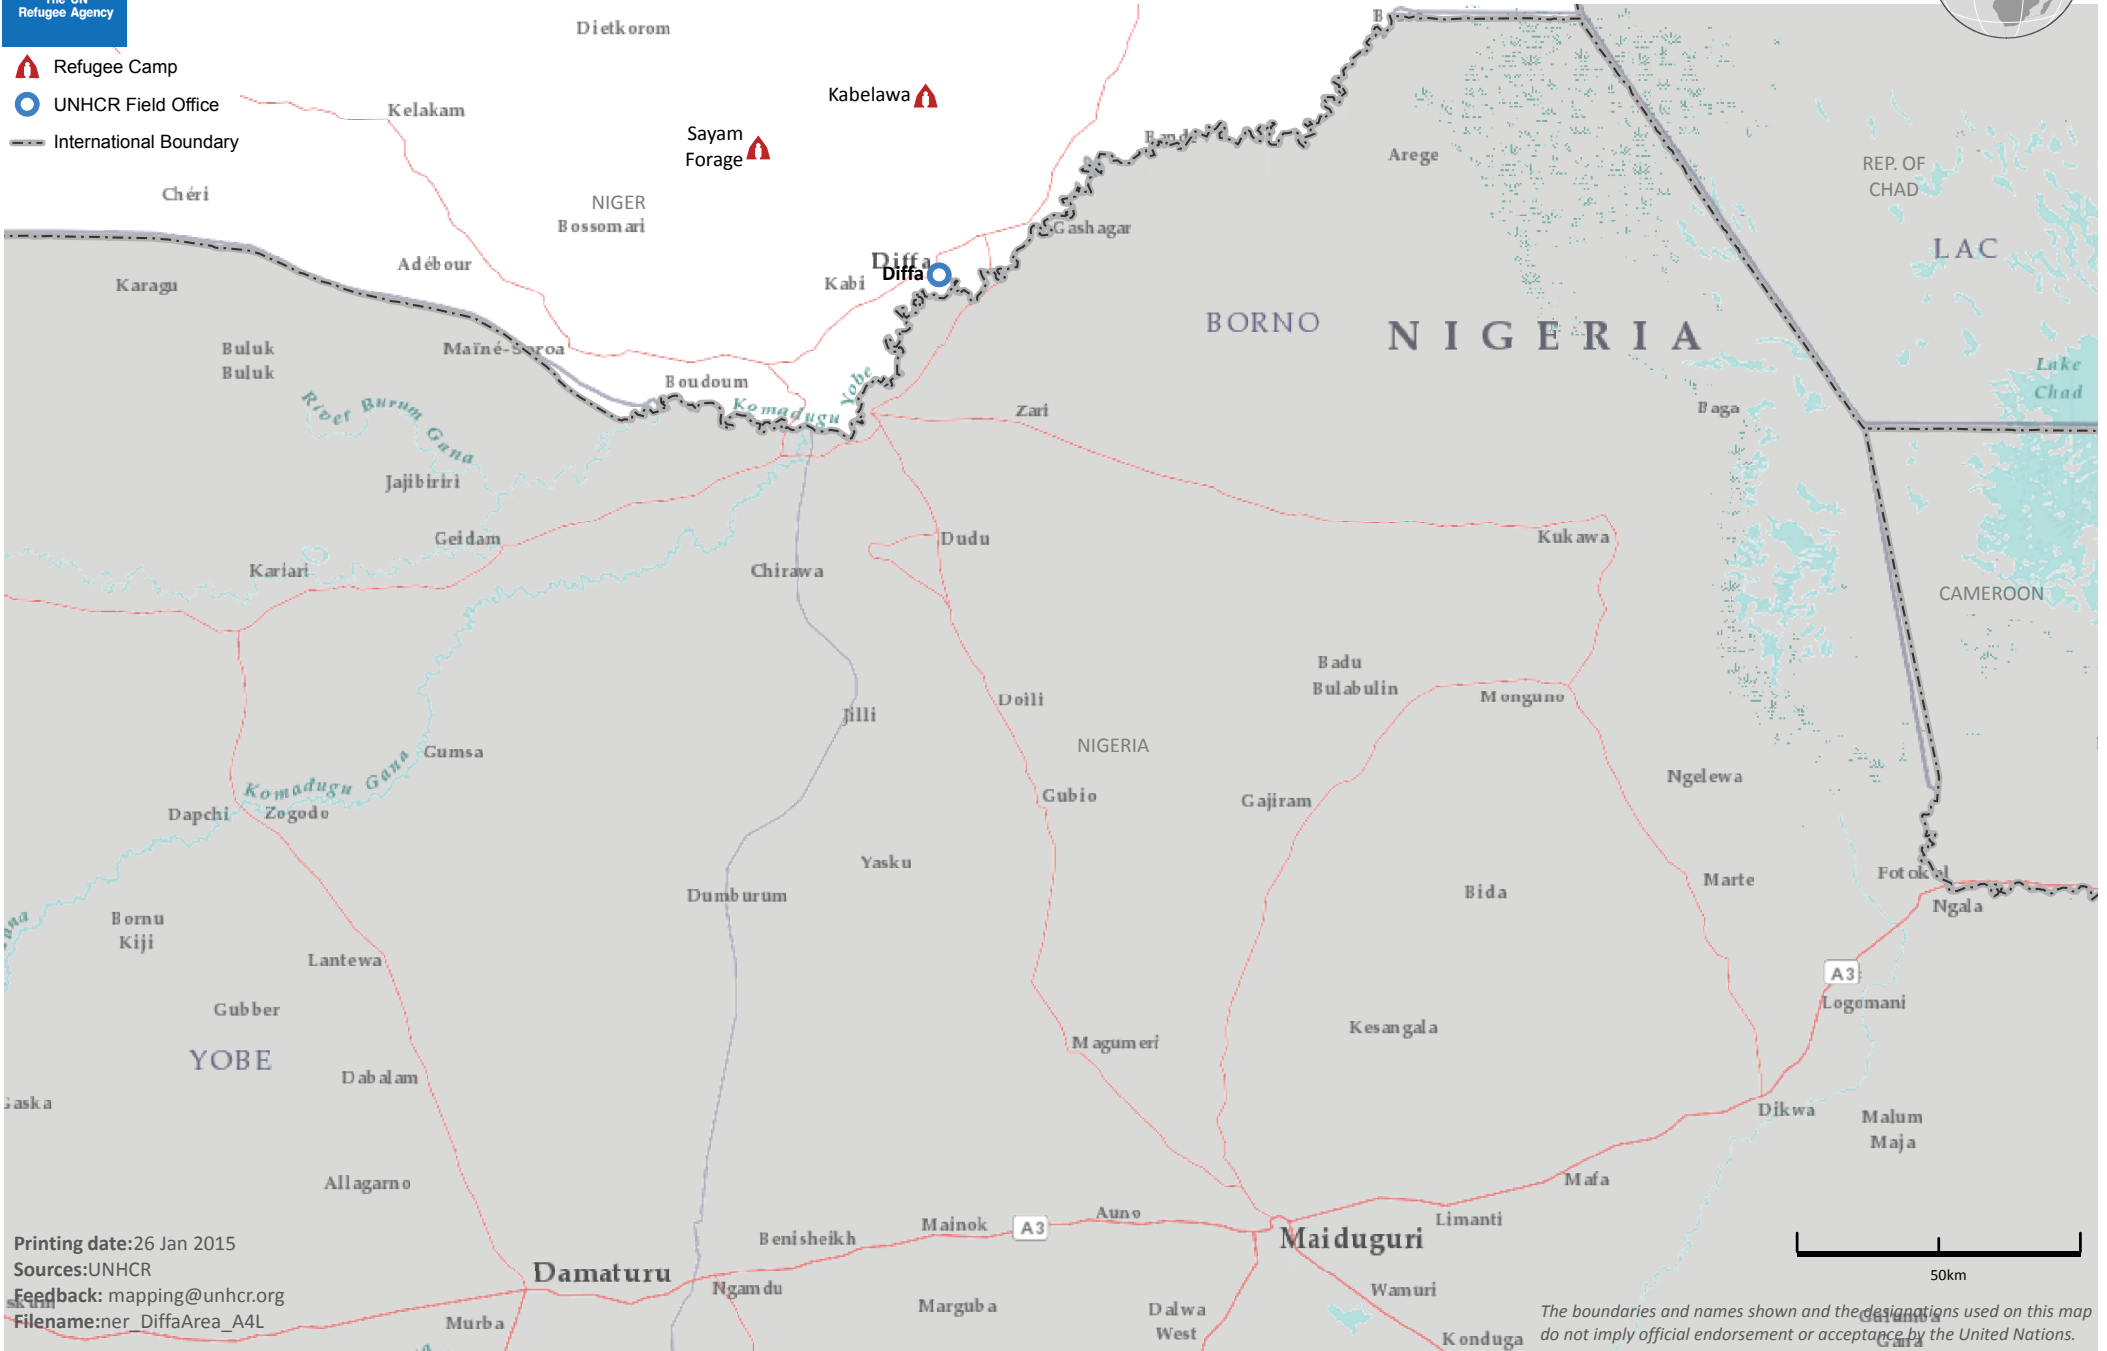 The UN
Refugee Agency
Refugee Camp
UNHCR Field Office
International Boundary
Dietkorom
Kelakam
Kabelawa
Sayam
Forage
Chéri
NIGER
Bossomari
Arege
REP. OF
CHAD
LAC
Gashagar
Adébour
Karagu
Diffa
Diffa
Kabi
BORNO
NIGERIA
Buluk
Buluk
Maïné-Soroa
Boudoum
Komadugu Yobe
Lake
Chad
River Burum Gana
Zari
Baga
Jajibiriri
Geidam
Dudu
Kukawa
Kariari
Chirawa
CAMEROON
Badu
Bulabulin
Monguno
Doili
Jilli
NIGERIA
Gumsa
Komadugu Gana
Ngelewa
Gubio
Gajiram
Dapchi
Zogodo
Yasku
Dumburum
Bida
Marte
Fotokol
Ngala
Bornu
Kiji
Lantewa
A3
Logomani
Gubber
Kesangala
Magumeri
YOBE
Dabalam
Gaska
Dikwa
Malum
Maja
Allagarno
Mafa
Auno
Mainok
A3
Limanti
Benisheikh
Maiduguri
Damaturu
Ngamdu
Wamuri
Marguba
Dalwa
West
Murba
Konduga
50km
Printing date:26 Jan 2015
Sources:UNHCR
Feedback: mapping@unhcr.org
Filename:ner_DiffaArea_A4L
The boundaries and names shown and the designations used on this map
do not imply official endorsement or acceptance by the United Nations.